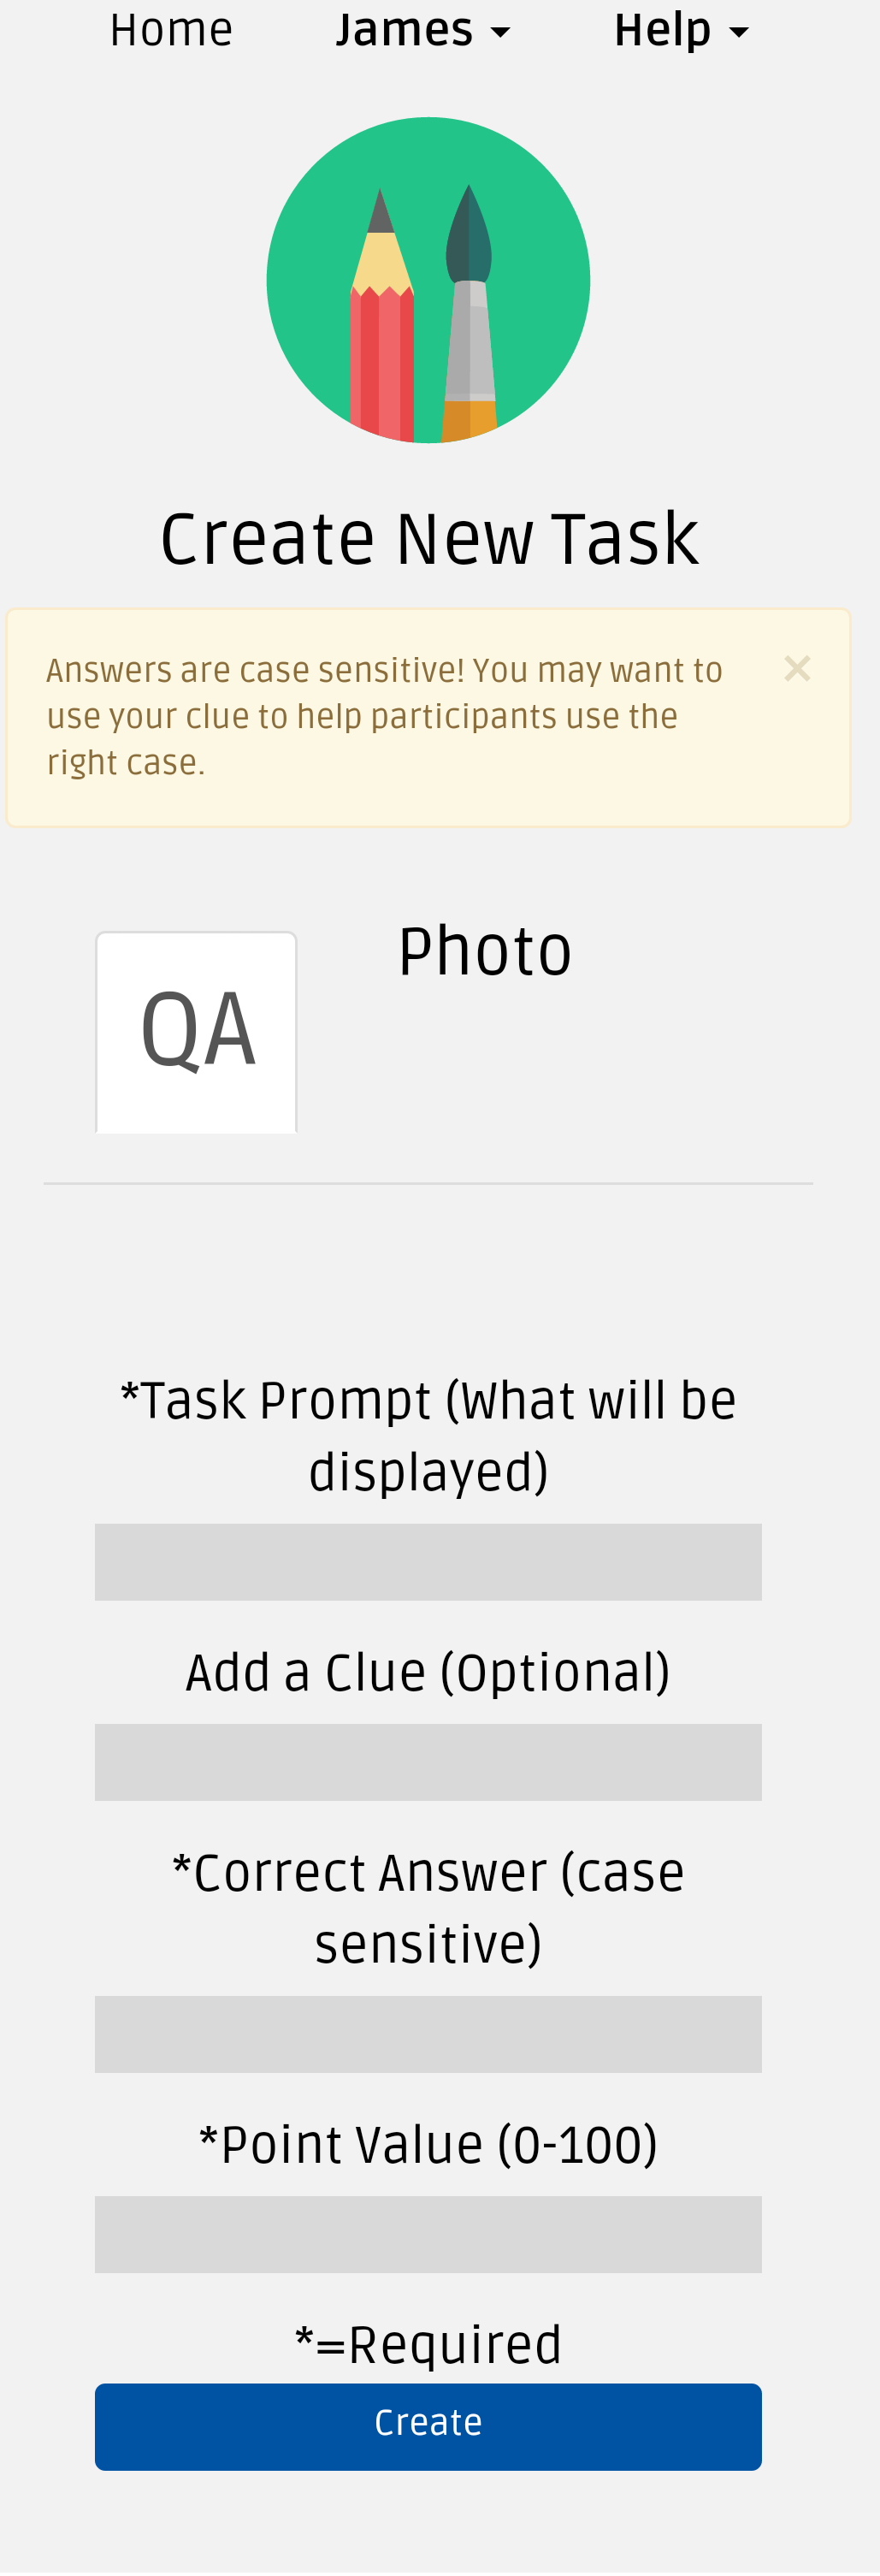 Home James Help
Create New Task
Answers are case sensitive! You may want to
use your clue to help participants use the
right case.
×
QA Photo
*Task Prompt (What will be
displayed)
Add a Clue (Optional)
*Correct Answer (case
sensitive)
*Point Value (0-100)
*=Required
Create